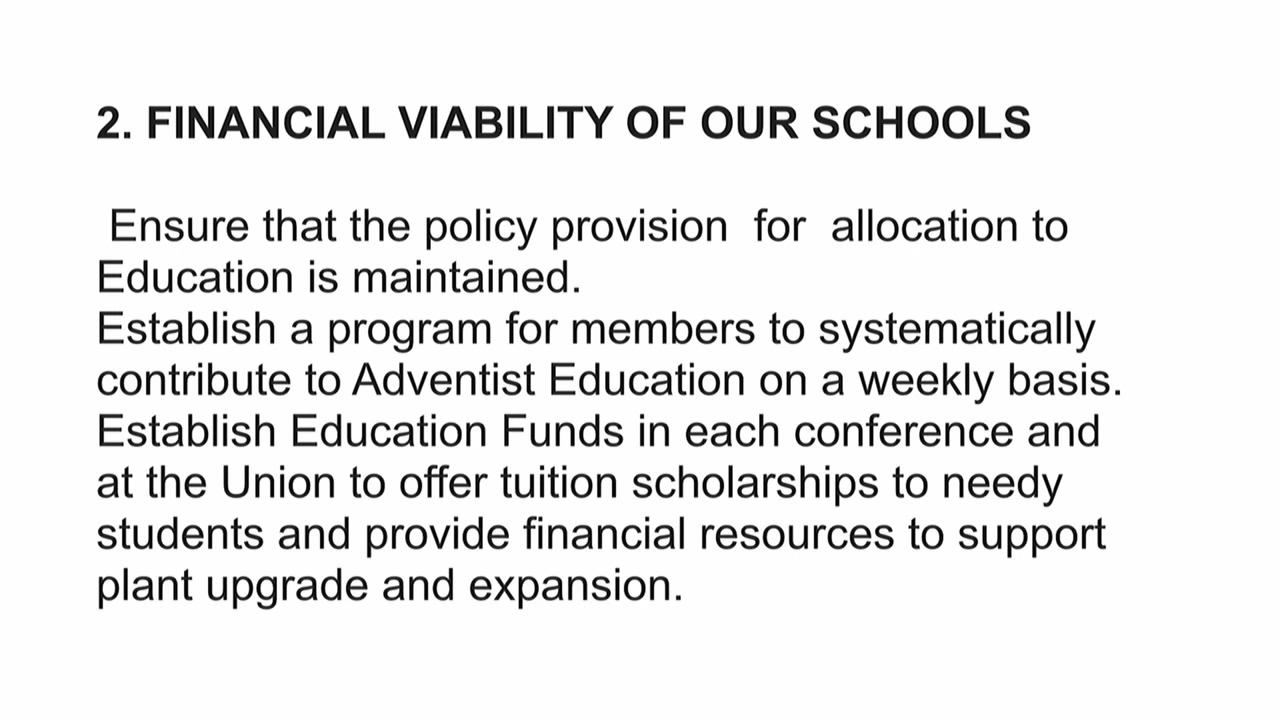 2. FINANCIAL VIABILITY OF OUR SCHOOLS
Ensure that the policy provision for allocation to
Education is maintained.
Establish a program for members to systematically
contribute to Adventist Education on a weekly basis.
Establish Education Funds in each conference and
at the Union to offer tuition scholarships to needy
students and provide financial resources to support
plant upgrade and expansion.